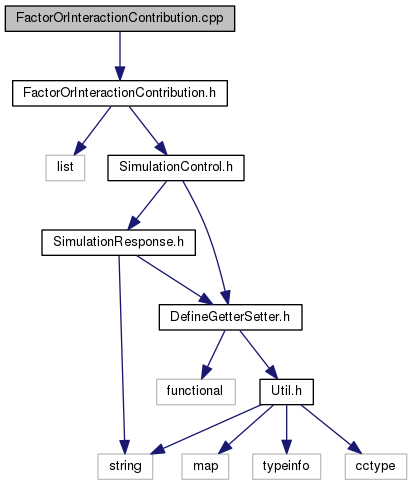 FactorOrInteractionContribution.cpp
FactorOrInteractionContribution.h
list
SimulationControl.h
SimulationResponse.h
DefineGetterSetter.h
functional
Util.h
string
map
typeinfo
cctype